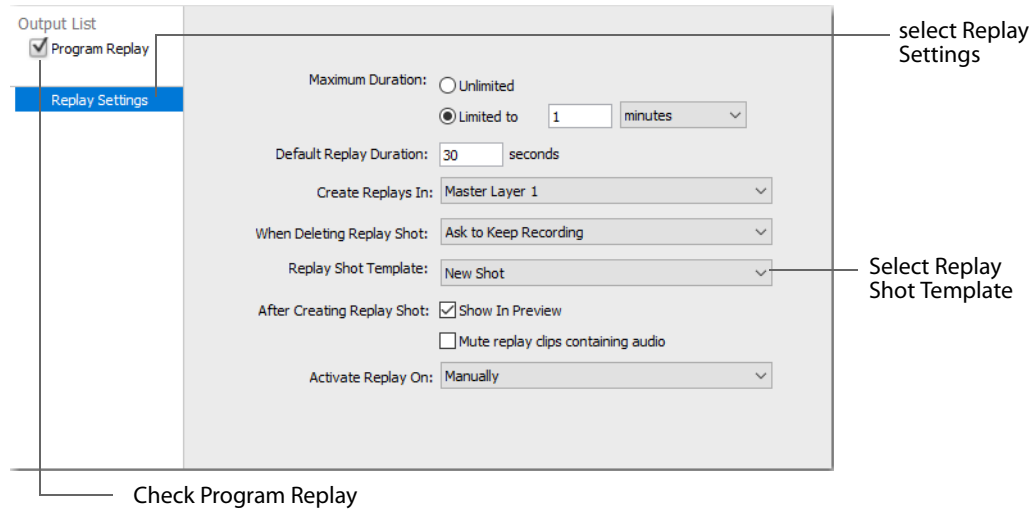 Output List
Program Replay
Replay Settings
select Replay
Settings
Maximum Duration:
Unlimited
Limited to 1 minutes
Default Replay Duration: 30 seconds
Create Replays In: Master Layer 1
When Deleting Replay Shot: Ask to Keep Recording
Replay Shot Template: New Shot
Select Replay
Shot Template
After Creating Replay Shot: Show In Preview
Mute replay clips containing audio
Activate Replay On: Manually
Check Program Replay